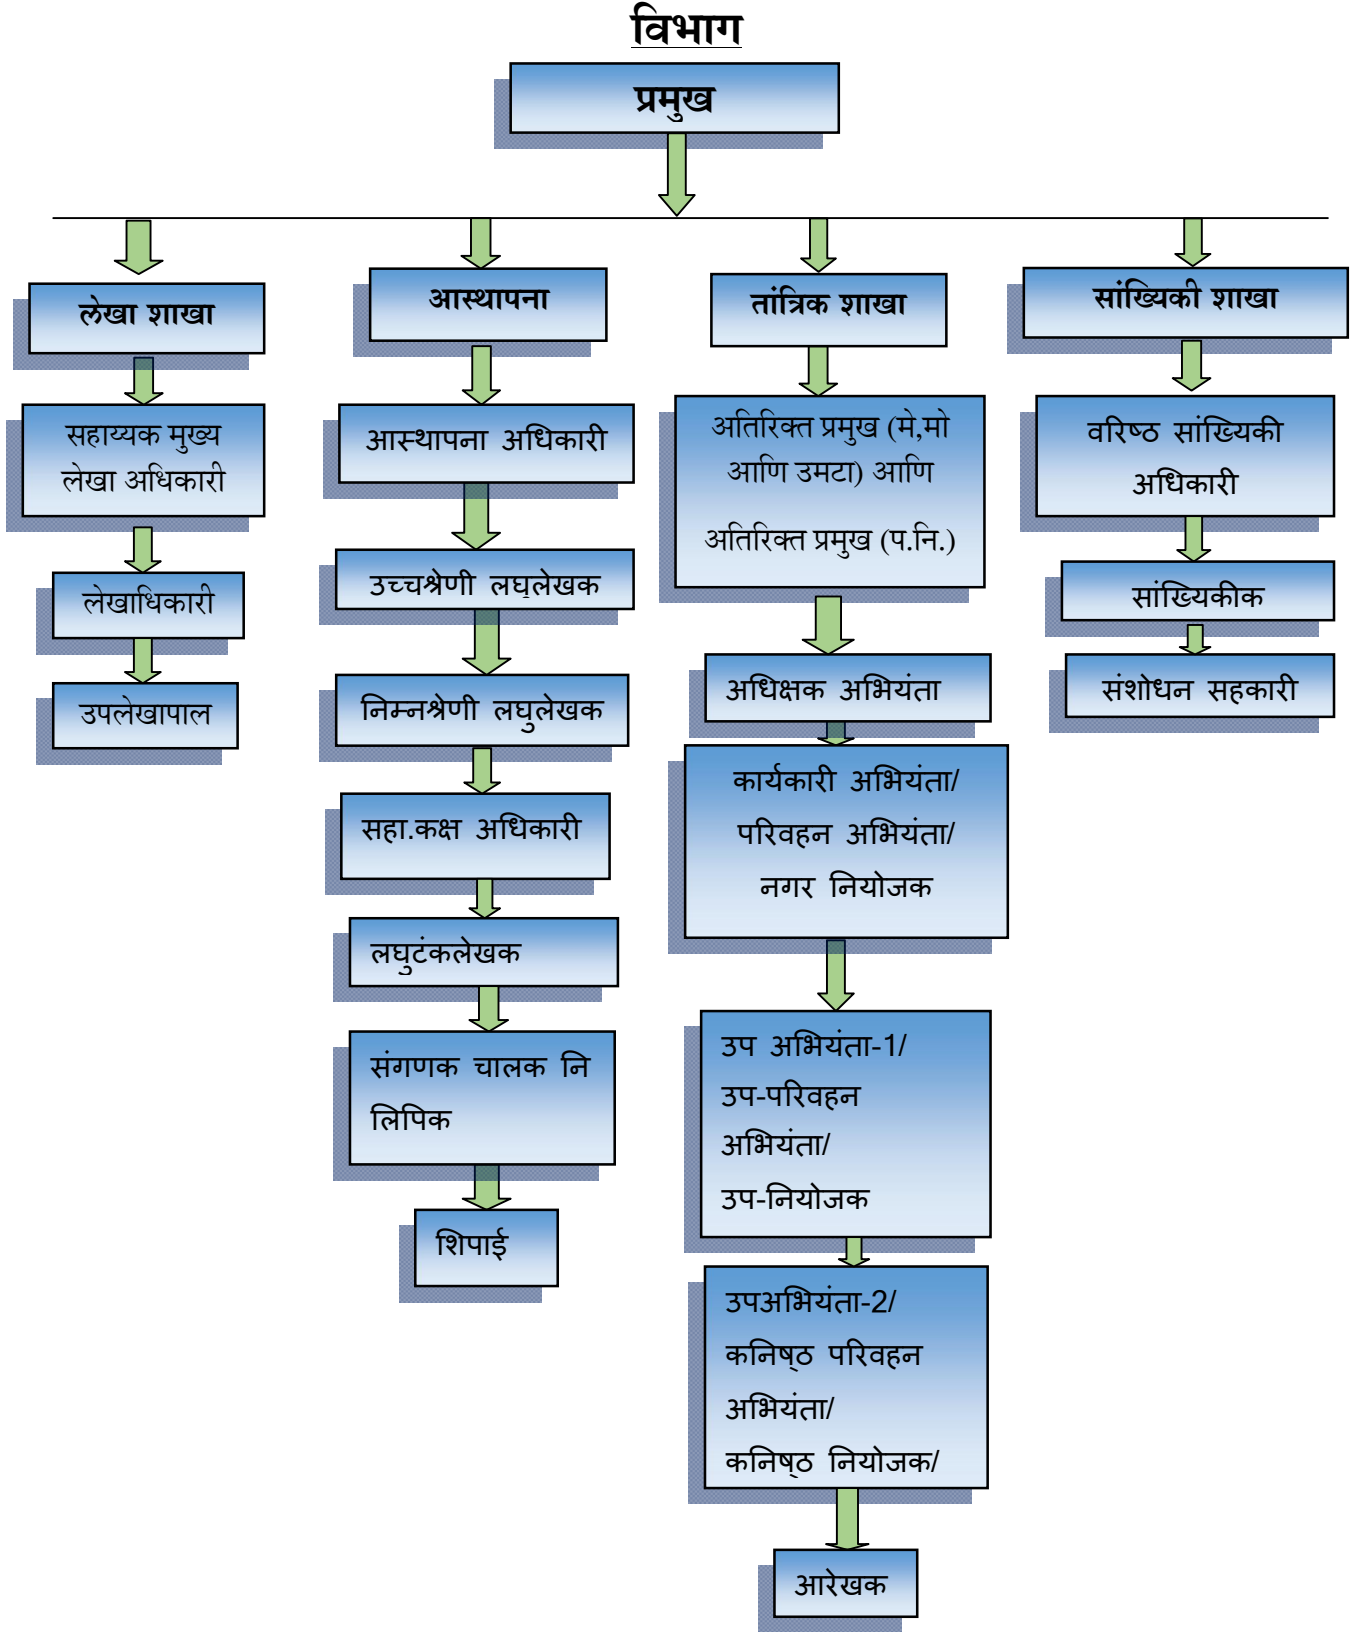 विभाग
प्रमुख
लेखा शाखा
सहाय्यक मुख्य
लेखा अधिकारी
लेखाधिकारी
उपलेखापाल
आस्थापना
आस्थापना अधिकारी
उच्चश्रेणी लघुलेखक
निम्नश्रेणी लघुलेखक
सहा.कक्ष अधिकारी
लघुटंकलेखक
संगणक चालक नि
लिपिक
शिपाई
तांत्रिक शाखा
अतिरिक्त प्रमुख (मे,मो
आणि उमटा) आणि
अतिरिक्त प्रमुख (प.नि.)
अधिक्षक अभियंता
कार्यकारी अभियंता/
परिवहन अभियंता/
नगर नियोजक
उप अभियंता-1/
उप-परिवहन
अभियंता/
उप-नियोजक
उपअभियंता-2/
कनिष्ठ परिवहन
अभियंता/
कनिष्ठ नियोजक/
आरेखक
सांख्यिकी शाखा
वरिष्ठ सांख्यिकी
अधिकारी
सांख्यिकीक
संशोधन सहकारी